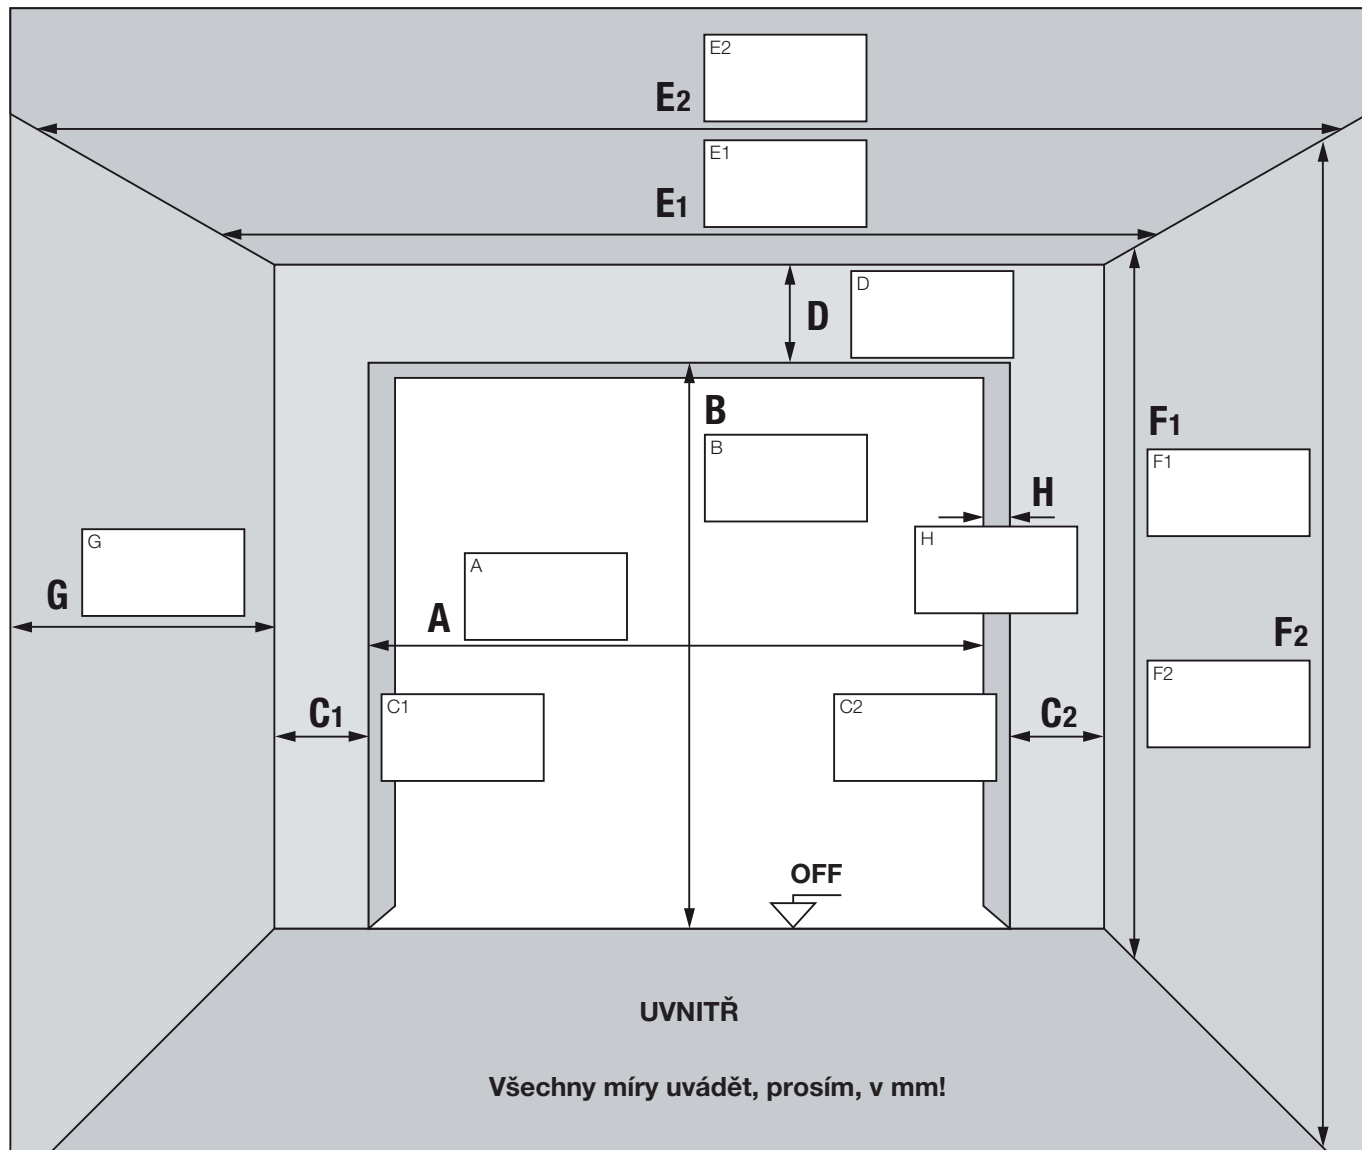 E2
E2
E1
E1
D
D
B
B
F1
F1
H
H
G
G
A
A
F2
F2
C1
C1
C2
C2
OFF
UVNITŘ
Všechny míry uvádět, prosím, v mm!